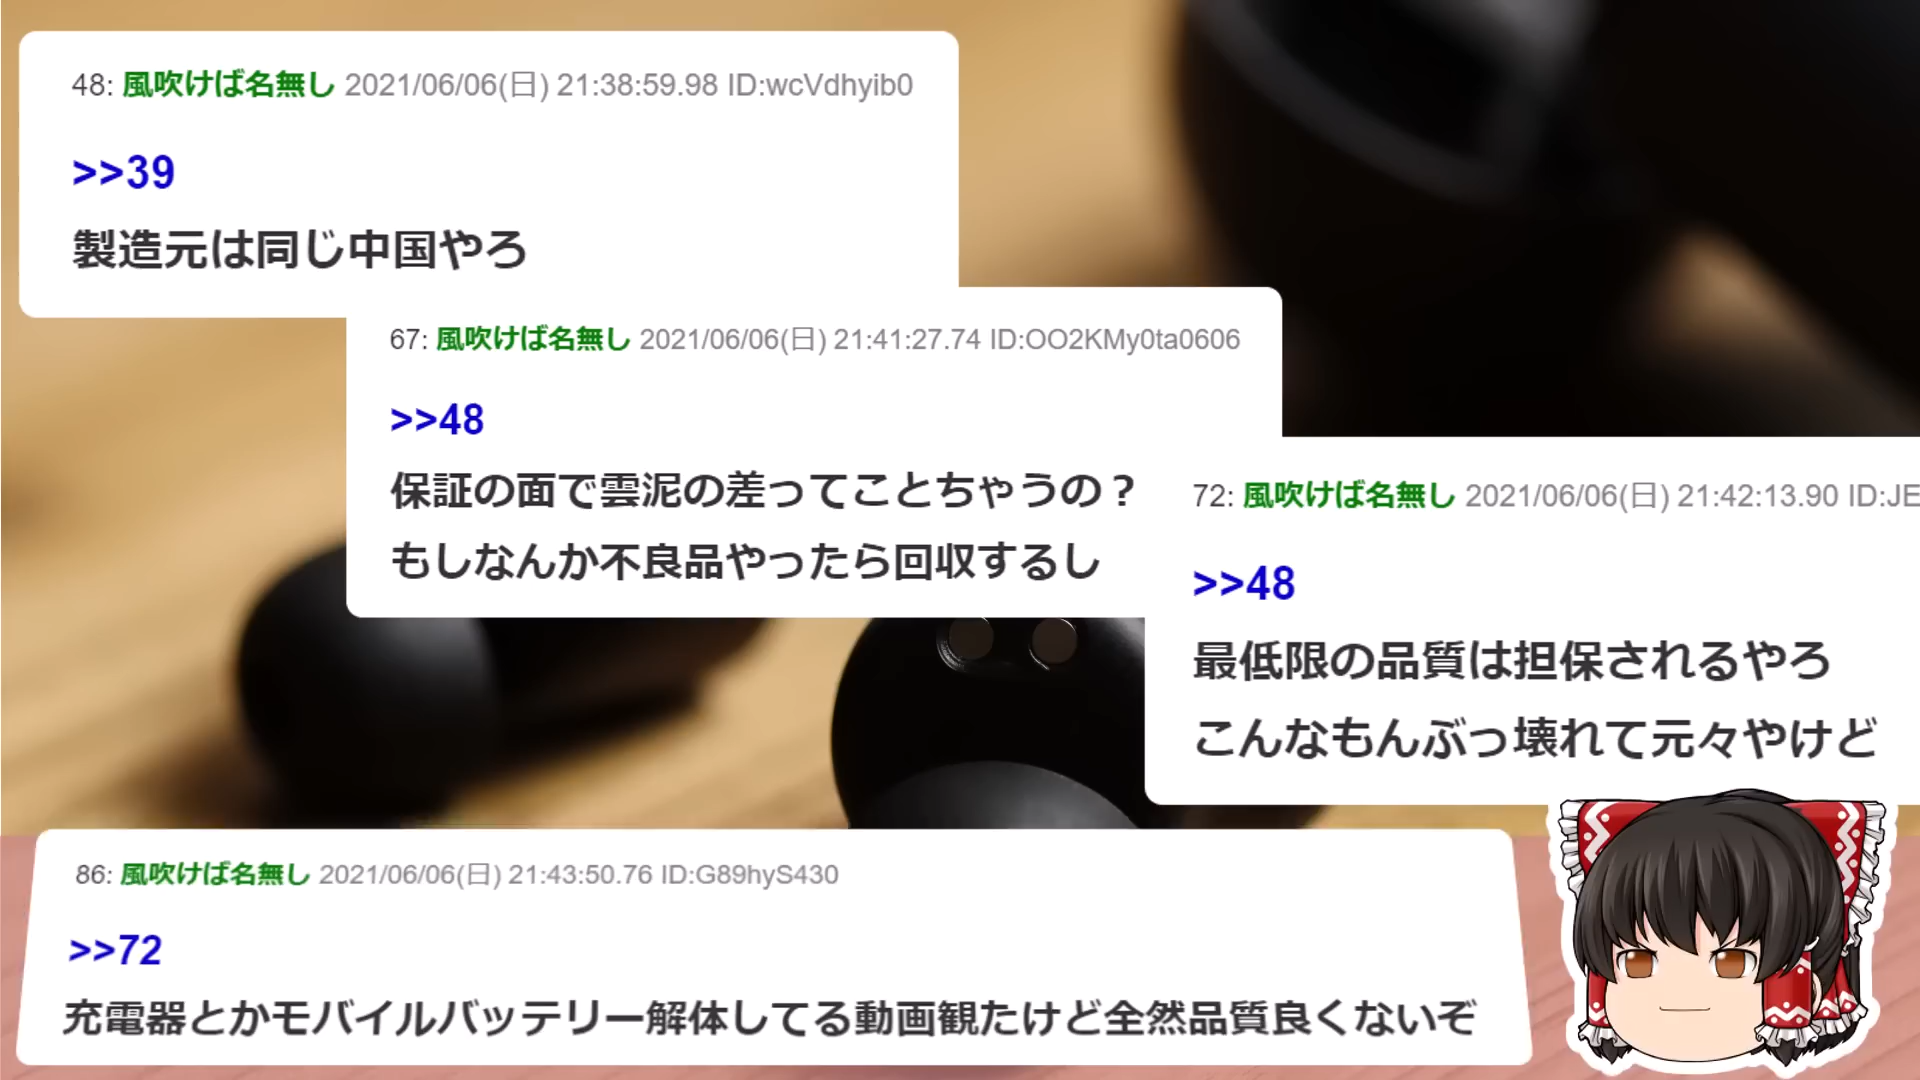 48: 風吹けば名無し 2021/06/06(日) 21:38:59.98 ID:wcVdhyib0
>>39
製造元は同じ中国やろ
67: 風吹けば名無し 2021/06/06(日) 21:41:27.74 ID:OO2KMy0ta0606
>>48
保証の面で雲泥の差ってことちゃうの？
もしなんか不良品やったら回収するし
72: 風吹けば名無し 2021/06/06(日) 21:42:13.90 ID:JE
>>48
最低限の品質は担保されるやろ
こんなもんぶっ壊れて元々やけど
86: 風吹けば名無し 2021/06/06(日) 21:43:50.76 ID:G89hyS430
>>72
充電器とかモバイルバッテリー解体してる動画観たけど全然品質良くないぞ